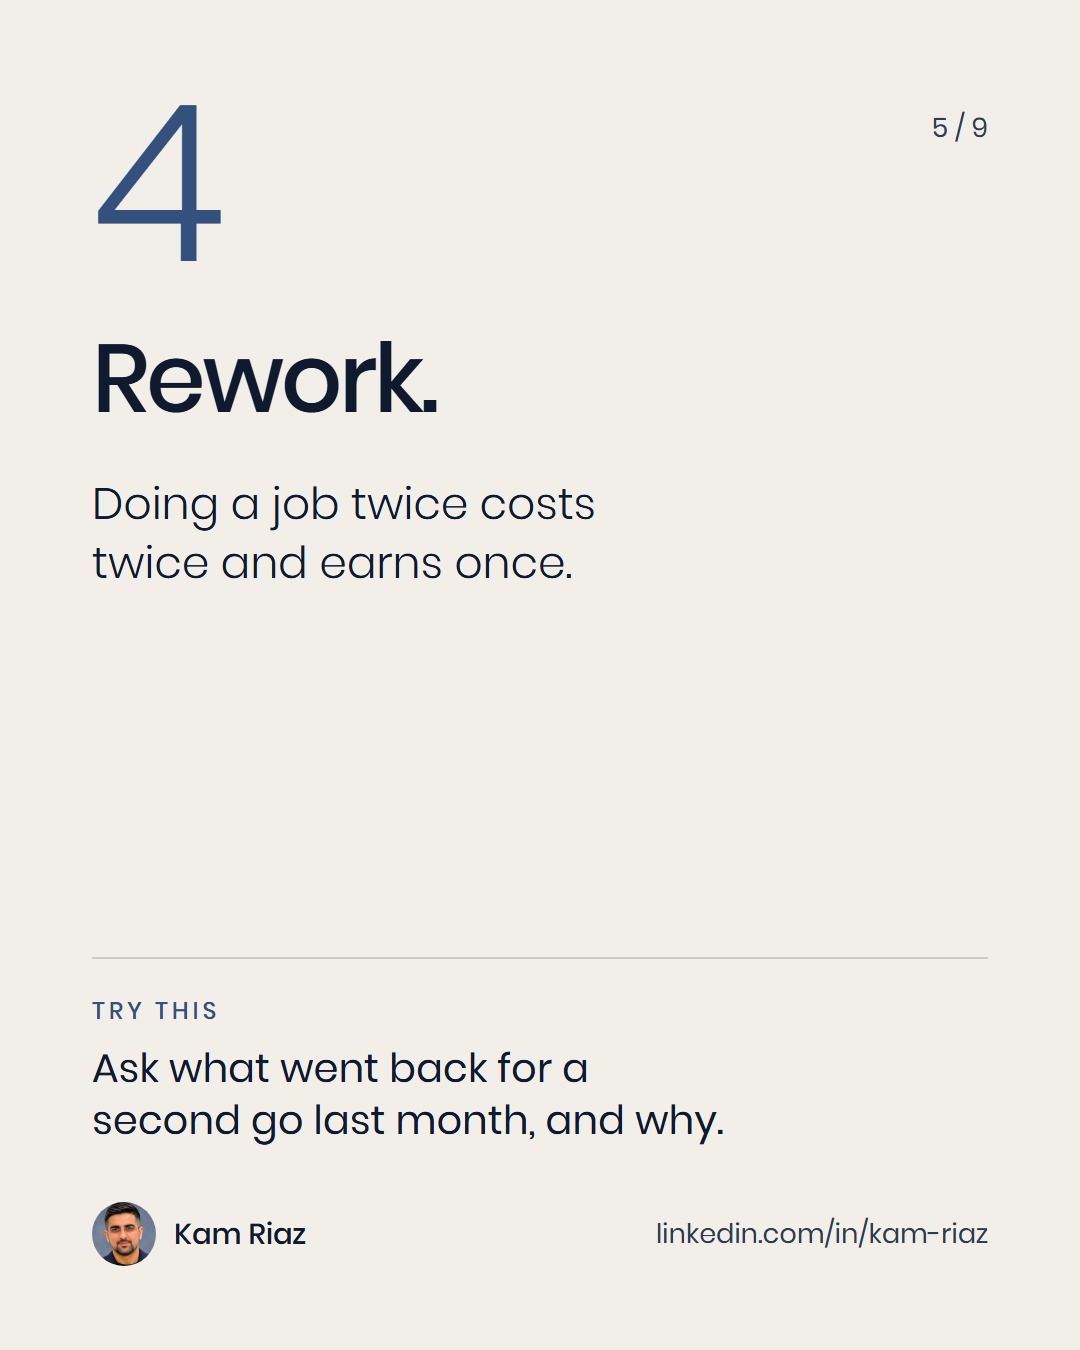 4
5 / 9
Rework.
Doing a job twice costs
twice and earns once.
TRY THIS
Ask what went back for a
second go last month, and why.
Kam Riaz
linkedin.com/in/kam-riaz